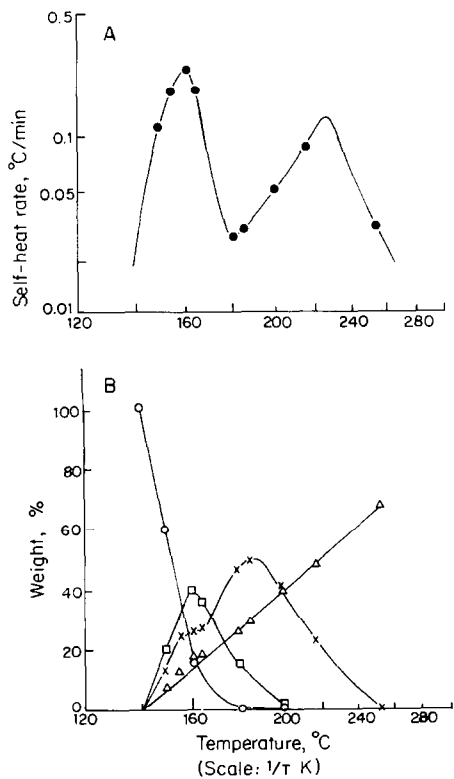 A
Self-heat rate, °C/min
0.5
0.1
0.05
0.01
120 160 200 240 280
B
Weight, %
100
80
60
40
20
0
120 160 200 240 280
Temperature, °C
(Scale: 1/T K)